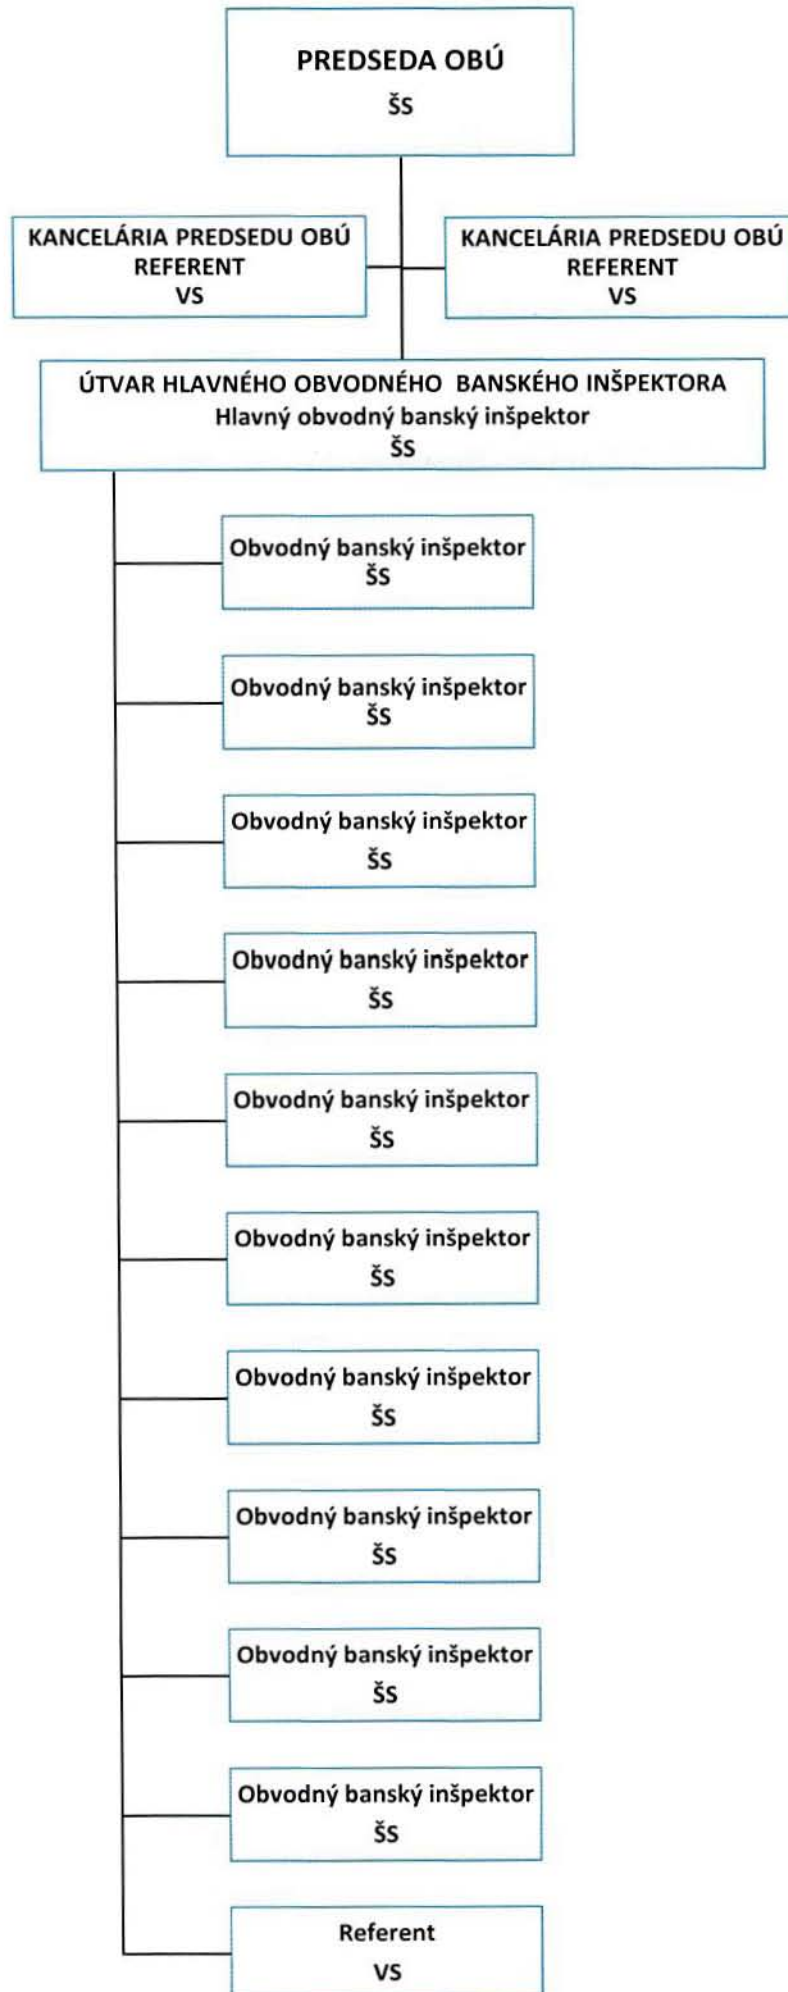 PREDSEDA OBÚ
ŠS
KANCELÁRIA PREDSEDU OBÚ
REFERENT
VS
KANCELÁRIA PREDSEDU OBÚ
REFERENT
VS
ÚTVAR HLAVNÉHO OBVODNÉHO BANSKÉHO INŠPEKTORA
Hlavný obvodný banský inšpektor
ŠS
Obvodný banský inšpektor
ŠS
Obvodný banský inšpektor
ŠS
Obvodný banský inšpektor
ŠS
Obvodný banský inšpektor
ŠS
Obvodný banský inšpektor
ŠS
Obvodný banský inšpektor
ŠS
Obvodný banský inšpektor
ŠS
Obvodný banský inšpektor
ŠS
Obvodný banský inšpektor
ŠS
Obvodný banský inšpektor
ŠS
Referent
VS